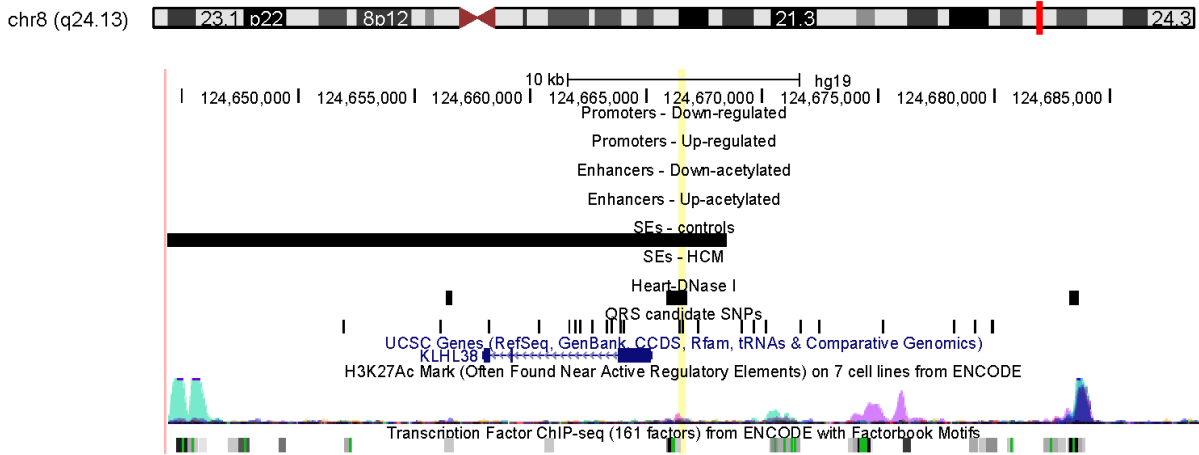 chr8 (q24.13) 23.1 p22 8p12 21.3 24.3
10 kb hg19
124,650,000 124,655,000 124,660,000 124,665,000 124,670,000 124,675,000 124,680,000 124,685,000
Promoters - Down-regulated
Promoters - Up-regulated
Enhancers - Down-acetylated
Enhancers - Up-acetylated
SEs - controls
SEs - HCM
Heart-DNase I
QRS candidate SNPs
UCSC Genes (RefSeq, GenBank, CCDS, Rfam, tRNAs & Comparative Genomics)
KLHL38
H3K27Ac Mark (Often Found Near Active Regulatory Elements) on 7 cell lines from ENCODE
Transcription Factor ChIP-seq (161 factors) from ENCODE with Factorbook Motifs